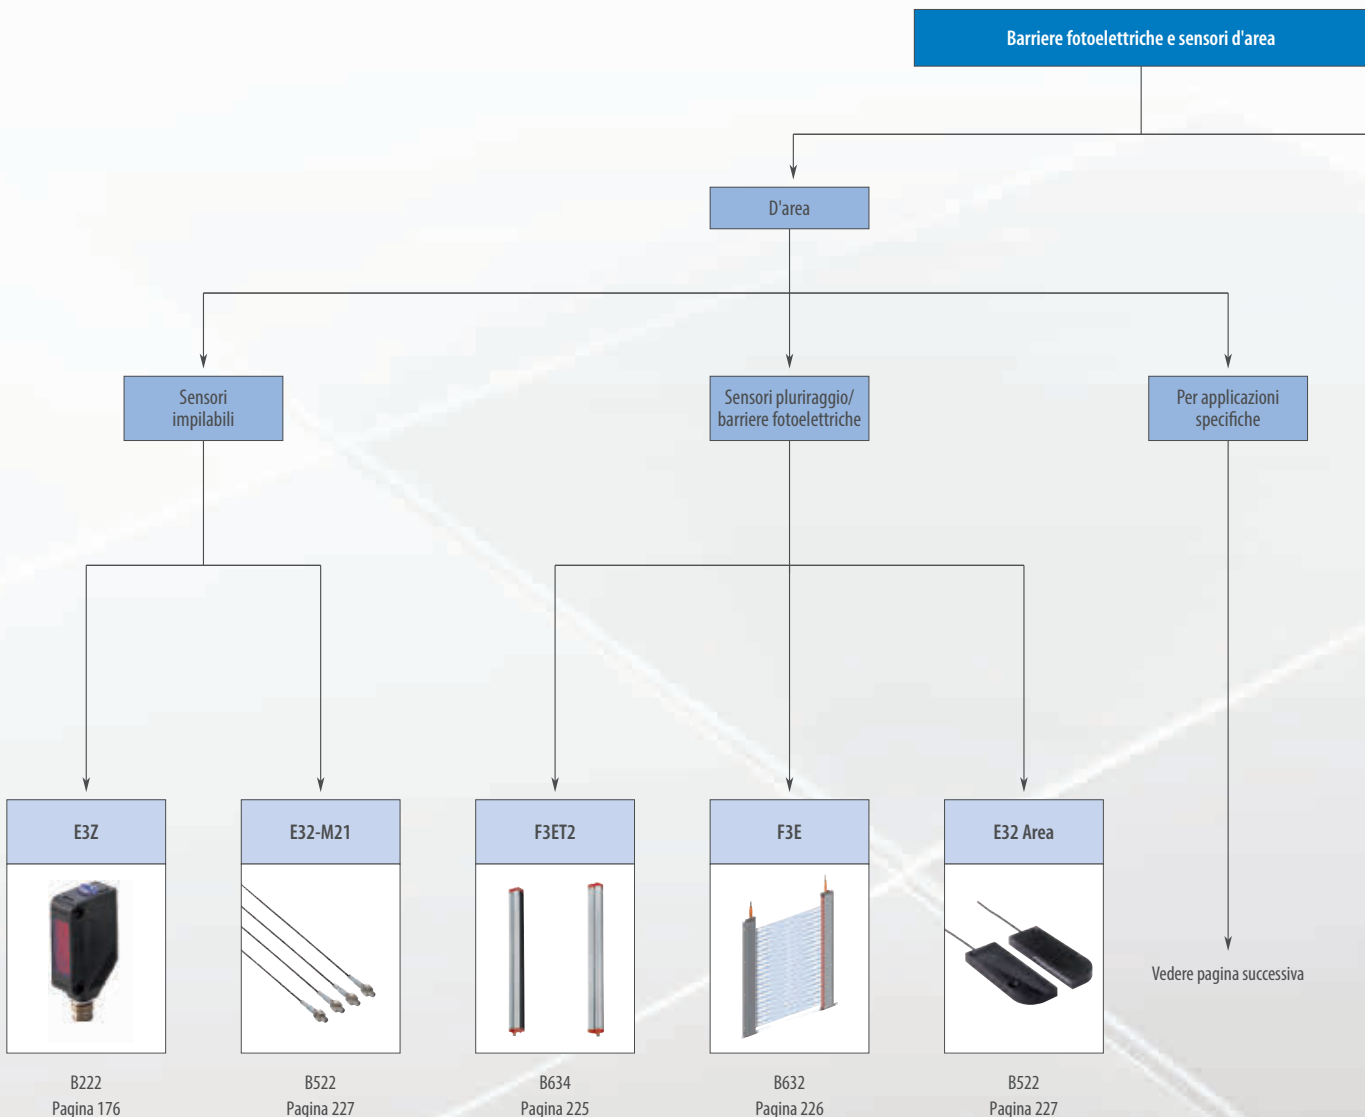 Barriere fotoelettriche e sensori d'area
D'area
Sensori
impilabili
Sensori pluriraggio/
barriere fotoelettriche
Per applicazioni
specifiche
E3Z
E32-M21
F3ET2
F3E
E32 Area
Vedere pagina successiva
B222
Pagina 176
B522
Pagina 227
B634
Pagina 225
B632
Pagina 226
B522
Pagina 227